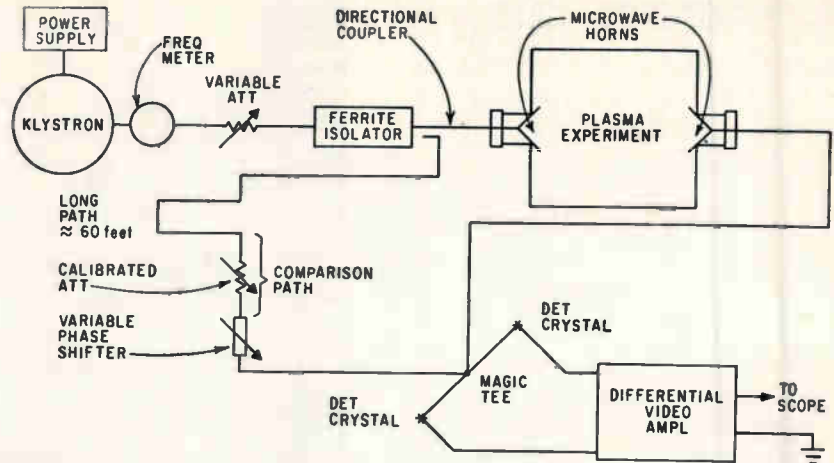 POWER
SUPPLY
KLYSTRON
FREQ
METER
VARIABLE
ATT
FERRITE
ISOLATOR
DIRECTIONAL
COUPLER
MICROWAVE
HORNS
PLASMA
EXPERIMENT
LONG
PATH
≈ 60 feet
CALIBRATED
ATT
COMPARISON
PATH
VARIABLE
PHASE
SHIFTER
DET
CRYSTAL
MAGIC
TEE
DET
CRYSTAL
DIFFERENTIAL
VIDEO
AMPL
TO
SCOPE